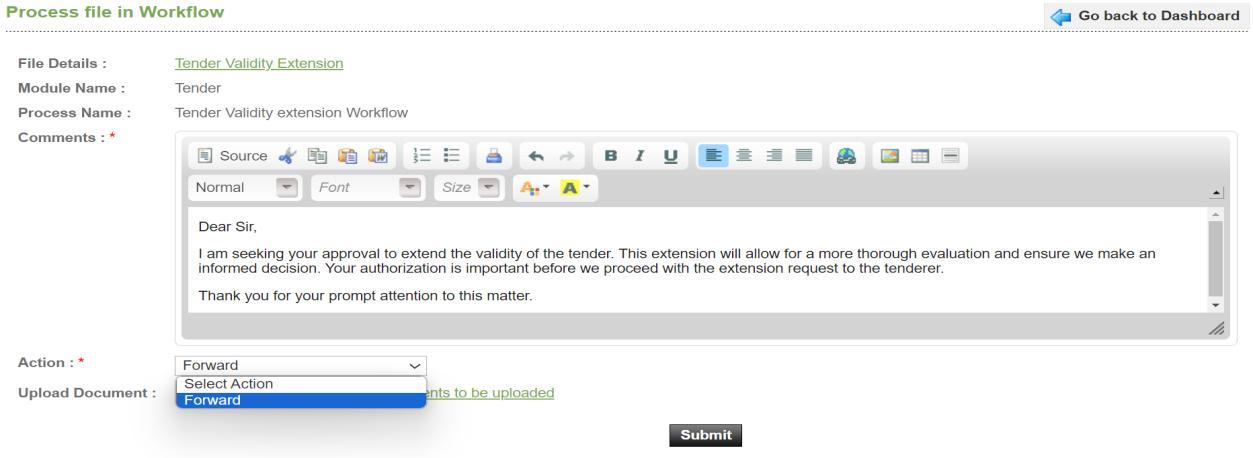 Process file in Workflow
Go back to Dashboard
File Details :
Tender Validity Extension
Module Name :
Tender
Process Name :
Tender Validity extension Workflow
Comments : *
Source
B I U
Normal
Font
Size
A
A
Dear Sir,
I am seeking your approval to extend the validity of the tender. This extension will allow for a more thorough evaluation and ensure we make an
informed decision. Your authorization is important before we proceed with the extension request to the tenderer.
Thank you for your prompt attention to this matter.
Action : *
Forward
Select Action
Forward
Upload Document :
to be uploaded
Submit